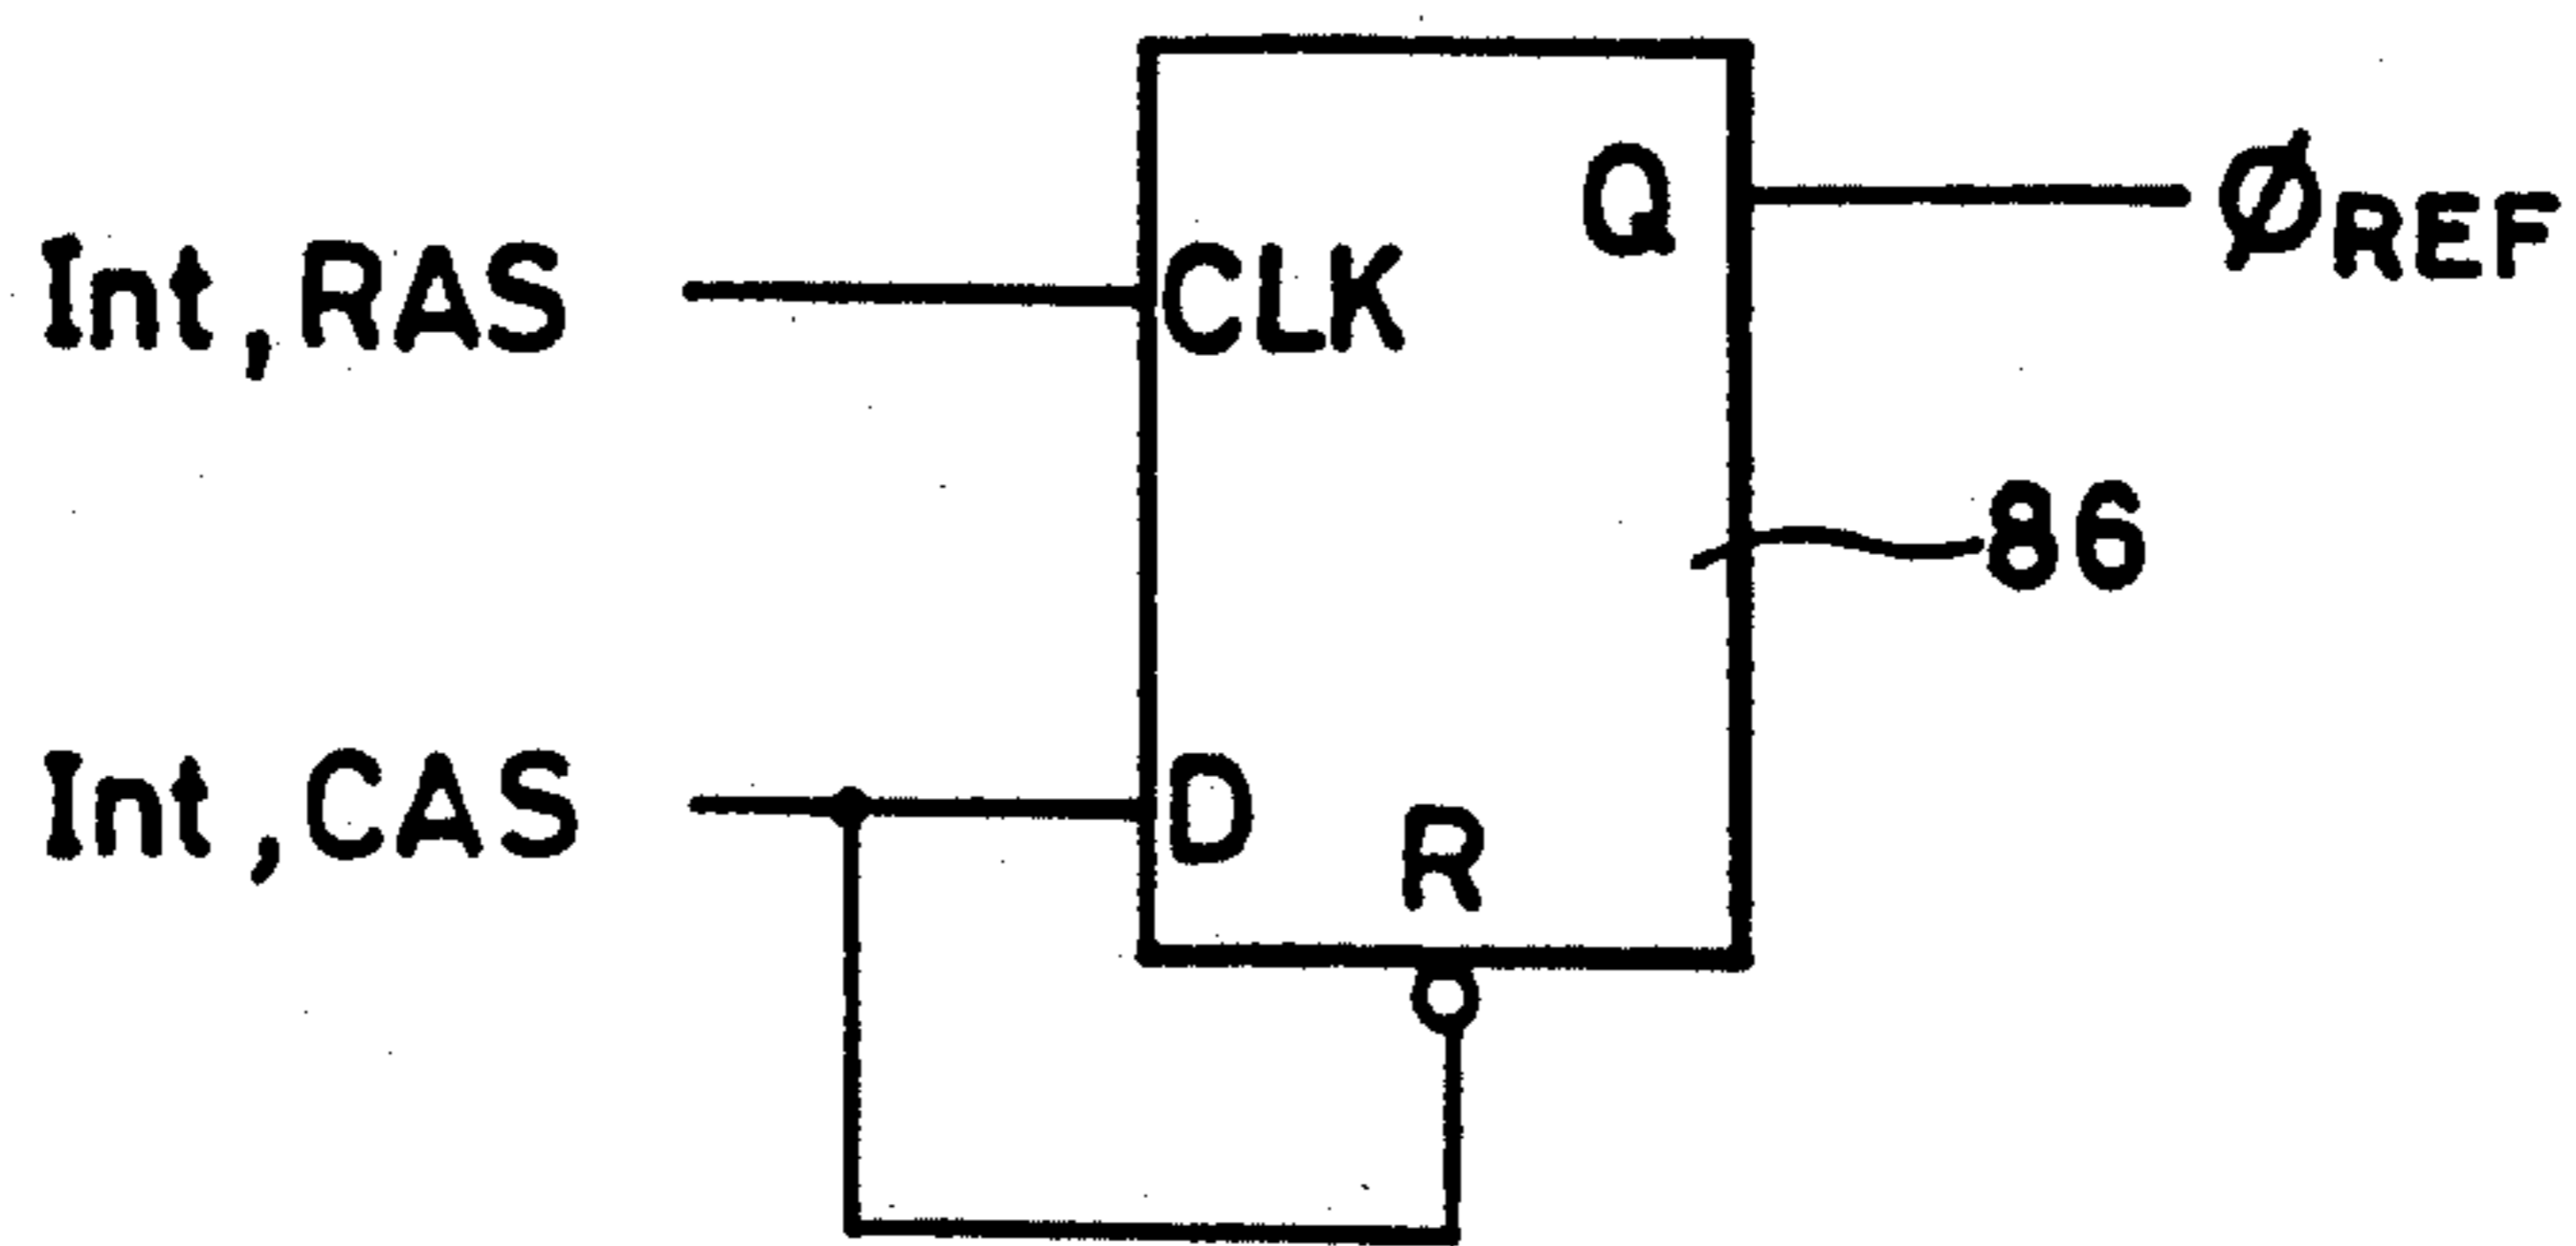 Int,RAS
CLK
Q
ØREF
86
Int,CAS
D
R